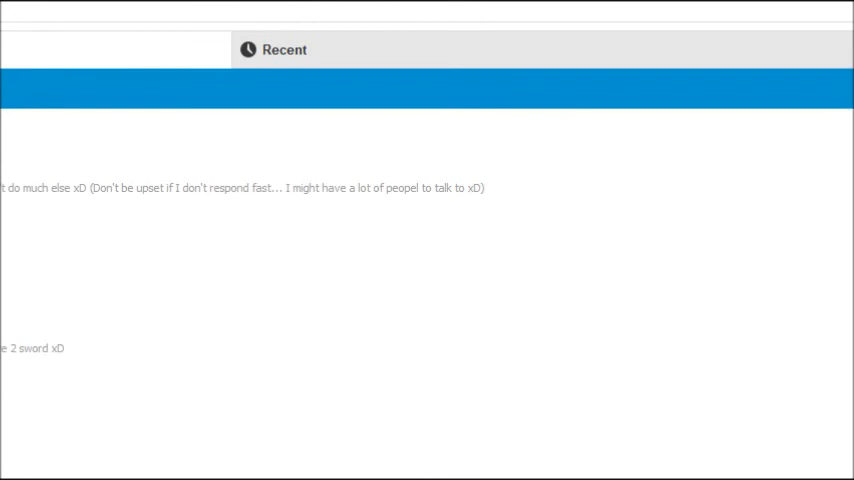 Recent
't do much else xD (Don't be upset if I don't respond fast... I might have a lot of peopel to talk to xD)
e 2 sword xD